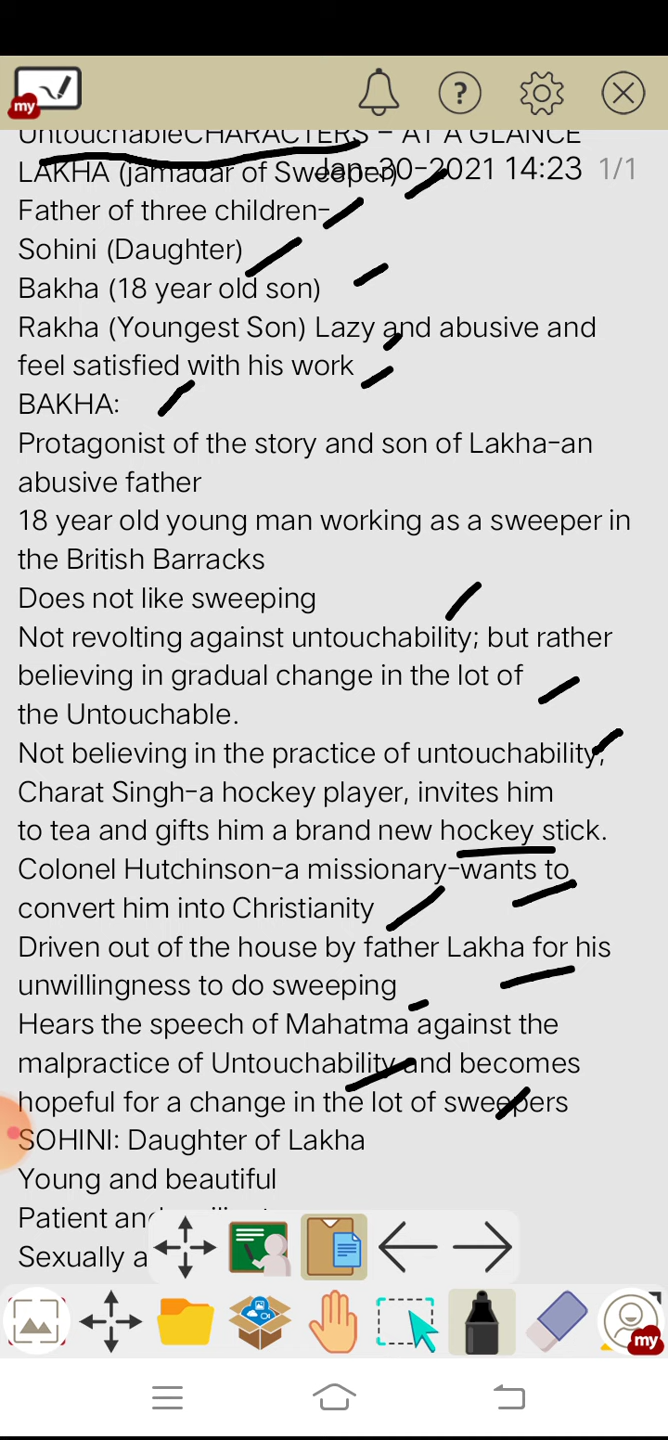 my
?
UntouchableCHARACTERS - AT A GLANCE
LAKHA (jamadar of Sweeper)
Jan-30-2021 14:23 1/1
Father of three children-
Sohini (Daughter)
Bakha (18 year old son)
Rakha (Youngest Son) Lazy and abusive and
feel satisfied with his work
BAKHA:
Protagonist of the story and son of Lakha-an
abusive father
18 year old young man working as a sweeper in
the British Barracks
Does not like sweeping
Not revolting against untouchability; but rather
believing in gradual change in the lot of
the Untouchable.
Not believing in the practice of untouchability,
Charat Singh-a hockey player, invites him
to tea and gifts him a brand new hockey stick.
Colonel Hutchinson-a missionary-wants to
convert him into Christianity
Driven out of the house by father Lakha for his
unwillingness to do sweeping
Hears the speech of Mahatma against the
malpractice of Untouchability and becomes
hopeful for a change in the lot of sweepers
SOHINI: Daughter of Lakha
Young and beautiful
Patient and
Sexually
my